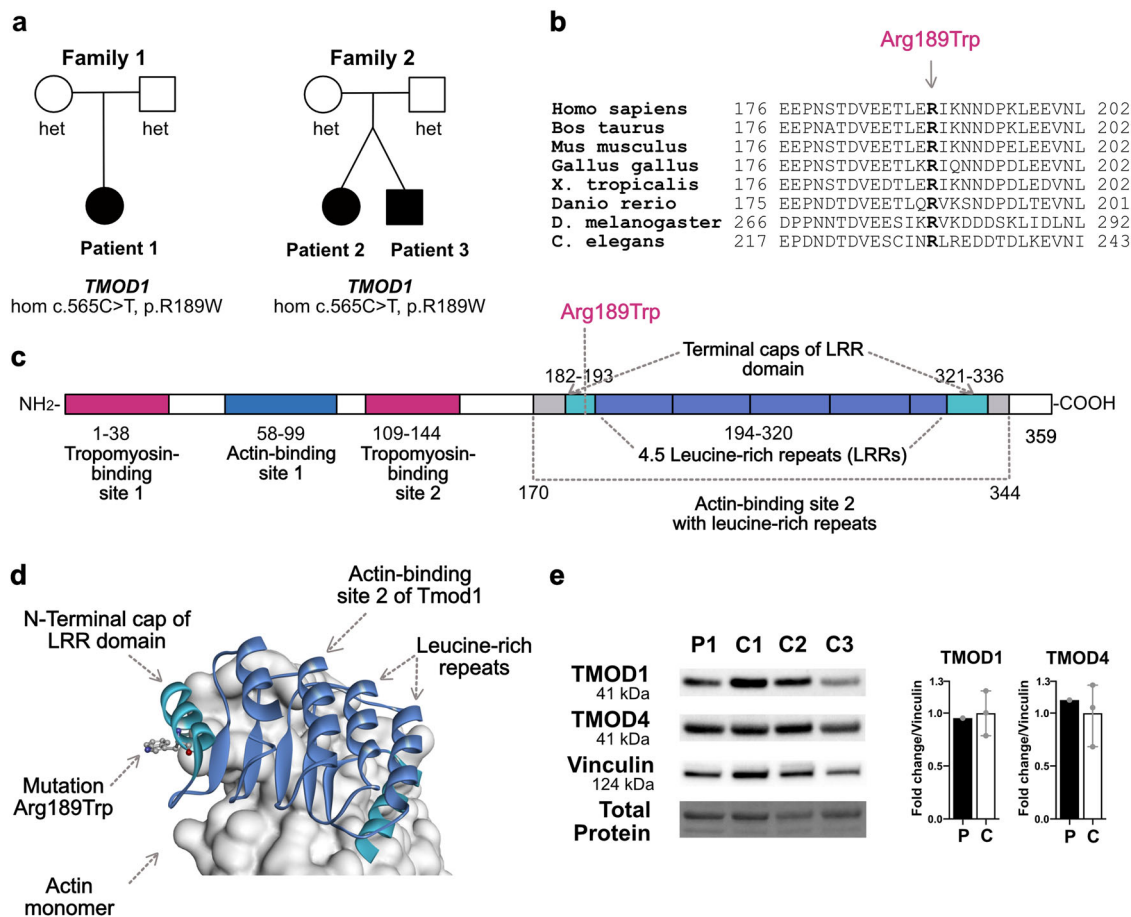 a
Family 1
het
het
Patient 1
TMOD1
hom c.565C>T, p.R189W
Family 2
het
het
Patient 2
Patient 3
TMOD1
hom c.565C>T, p.R189W
b
Arg189Trp
Homo sapiens 176 EEPNSTDVEETLERIKNNDPKLEEVNL 202
Bos taurus 176 EEPNATDVEETLERIKNNDPKLEEVNL 202
Mus musculus 176 EEPNSTDVEETLERIKNNDPELEEVNL 202
Gallus gallus 176 EEPNSTDVEETLKRIQNNDPDLEEVNL 202
X. tropicalis 176 EEPNSTDVEDTLERIKNNDPDLEDVNL 202
Danio rerio 175 EEPNETDVEETLQRVKSNDPDLTEVNL 201
D. melanogaster 266 DPPNNTDVEESIKRVKDDDSKLIDLNL 292
C. elegans 217 EPDNDTDVESCINRLREDDTDLKEVNI 243
c
Arg189Trp
Terminal caps of LRR
domain
182-193
321-336
NH2-
-COOH
1-38
Tropomyosin-
binding
site 1
58-99
Actin-binding
site 1
109-144
Tropomyosin-
binding
site 2
194-320
4.5 Leucine-rich repeats (LRRs)
359
170
344
Actin-binding site 2
with leucine-rich repeats
d
Actin-binding
site 2 of Tmod1
N-Terminal cap of
LRR domain
Leucine-rich
repeats
Mutation
Arg189Trp
Actin
monomer
e
P1 C1 C2 C3
TMOD1
41 kDa
TMOD4
41 kDa
Vinculin
124 kDa
Total
Protein
TMOD1
Fold change/Vinculin
1.3
1.0
0.5
0.0
P C
TMOD4
Fold change/Vinculin
1.3
1.0
0.5
0.0
P C